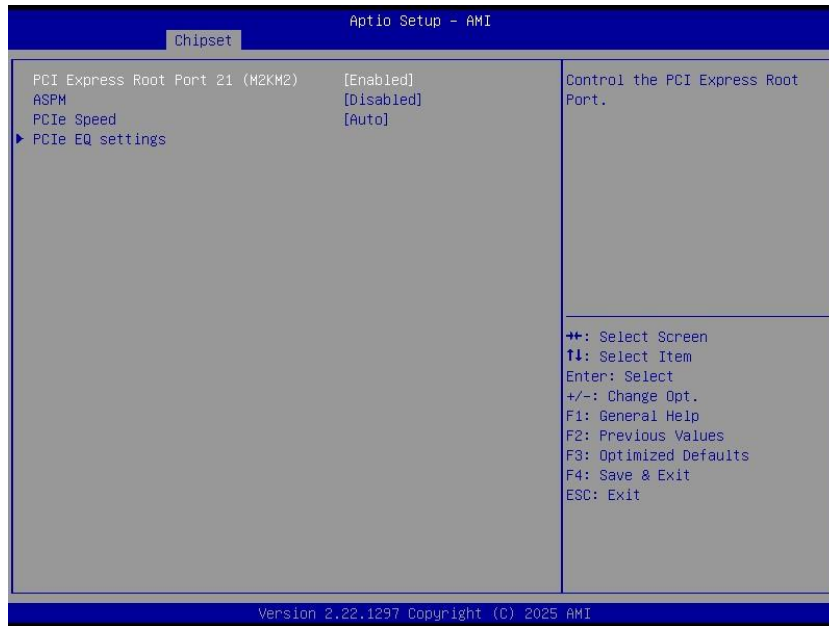 Aptio Setup - AMI
Chipset
PCI Express Root Port 21 (M2KM2) [Enabled]
ASPM [Disabled]
PCIe Speed [Auto]
PCIe EQ settings
Control the PCI Express Root
Port.
→←: Select Screen
↑↓: Select Item
Enter: Select
+/-: Change Opt.
F1: General Help
F2: Previous Values
F3: Optimized Defaults
F4: Save & Exit
ESC: Exit
Version 2.22.1297 Copyright (C) 2025 AMI